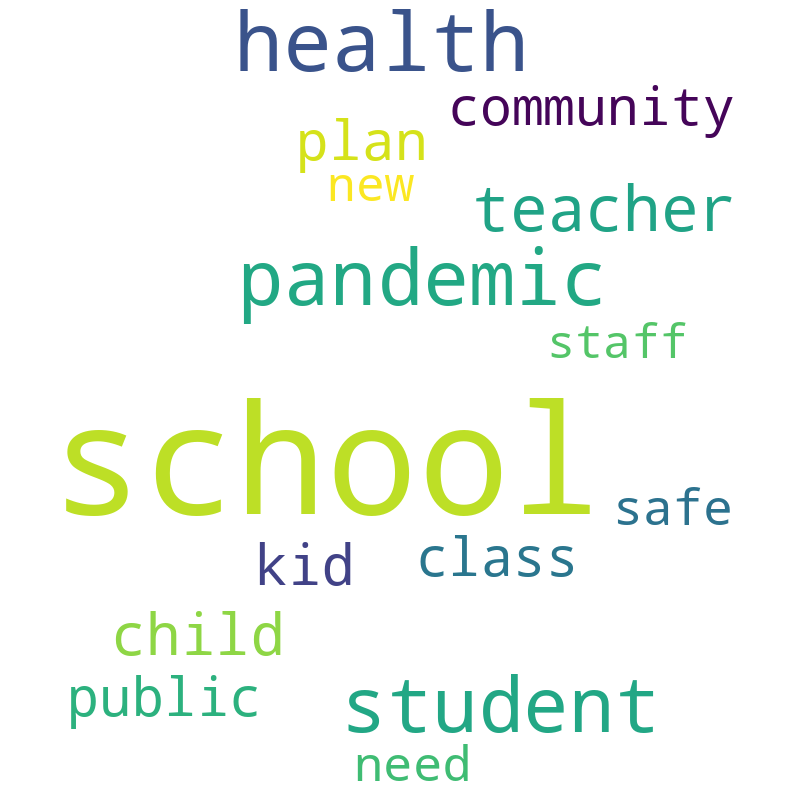 health
community
plan
new
teacher
pandemic
staff
school
safe
kid
class
child
public
student
need